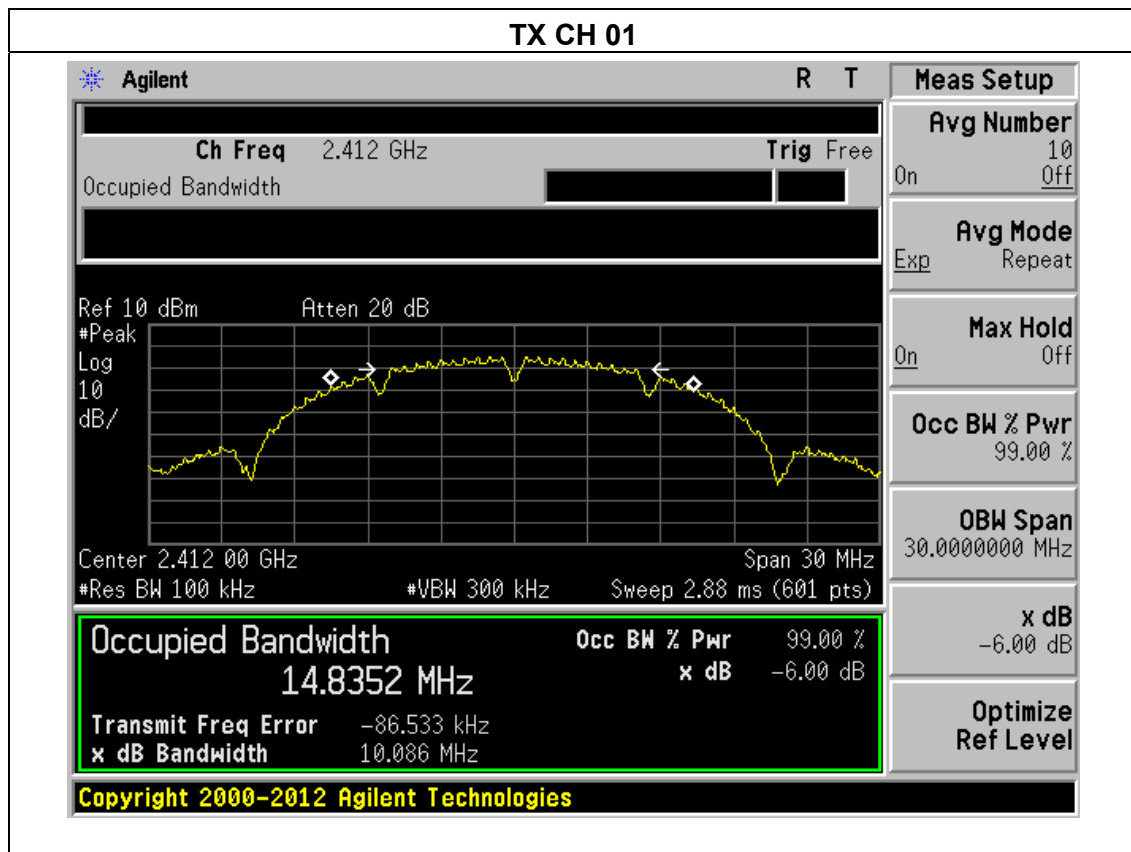 TX CH 01
Agilent R T
Meas Setup
Ch Freq 2.412 GHz Trig Free
Occupied Bandwidth
Avg Number
10
On Off
Avg Mode
Exp Repeat
Max Hold
On Off
Occ BW % Pwr
99.00 %
OBW Span
30.0000000 MHz
x dB
-6.00 dB
Optimize
Ref Level
Ref 10 dBm Atten 20 dB
#Peak
Log
10
dB/
Center 2.412 00 GHz Span 30 MHz
#Res BW 100 kHz #VBW 300 kHz Sweep 2.88 ms (601 pts)
Occupied Bandwidth Occ BW % Pwr 99.00 %
14.8352 MHz x dB -6.00 dB
Transmit Freq Error -86.533 kHz
x dB Bandwidth 10.086 MHz
Copyright 2000-2012 Agilent Technologies